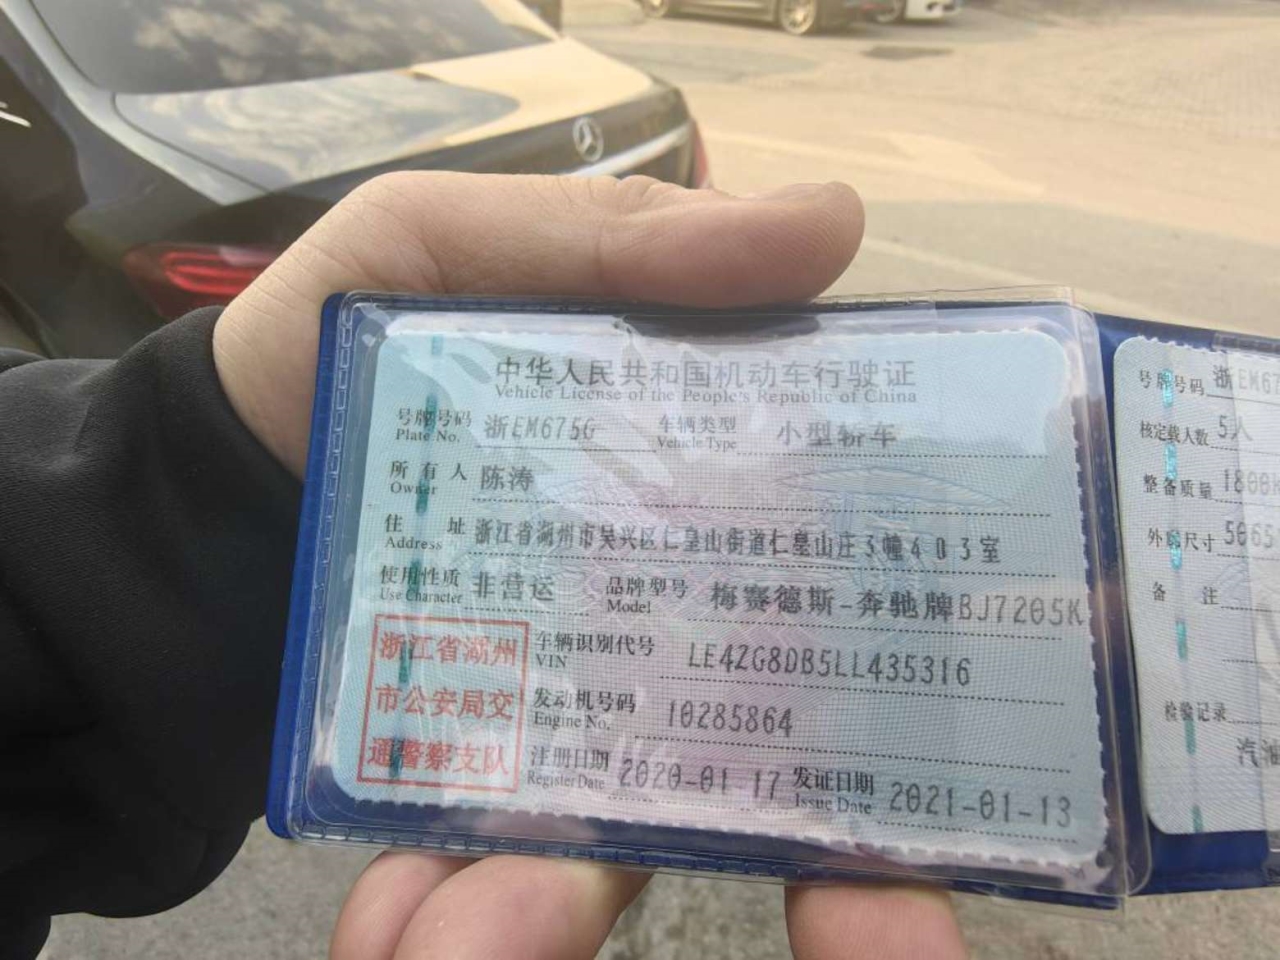 中华人民共和国机动车行驶证
Vehicle License of the People's Republic of China
号牌号码 浙EM675G 车辆类型 小型轿车
Plate No. Vehicle Type
所有人 陈涛
Owner
住址 浙江省湖州市吴兴区仁皇山街道仁皇山庄3幢403室
Address
使用性质 非营运 品牌型号 梅赛德斯-奔驰牌BJ7205K
Use Character Model
浙江省湖州
市公安局交
通警察支队
车辆识别代号 LE4ZG8DB5LL435316
VIN
发动机号码 10285864
Engine No.
注册日期 2020-01-17 发证日期 2021-01-13
Register Date Issue Date
号牌号码 浙EM67
核定载人数 5人
整备质量 1800
外廓尺寸 5065
备注
检验记录
汽油